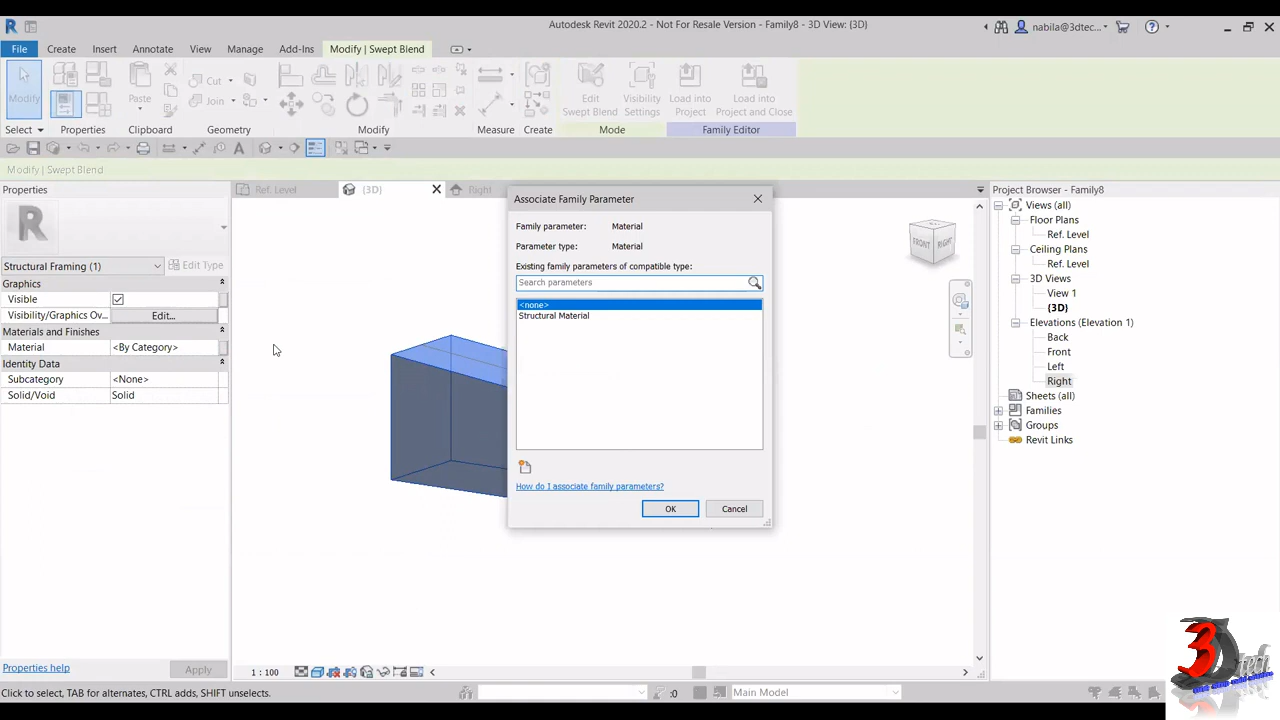 Autodesk Revit 2020.2 - Not For Resale Version - Family8 - 3D View: {3D}
nabila@3dtec...
File Create Insert Annotate View Manage Add-Ins Modify | Swept Blend
Modify
Paste
Cut
Join
Edit Swept Blend
Visibility Settings
Load into Project
Load into Project and Close
Select Properties Clipboard Geometry Modify Measure Create Mode Family Editor
Modify | Swept Blend
Properties
Structural Framing (1)
Edit Type
Graphics
Visible
Visibility/Graphics Ov... Edit...
Materials and Finishes
Material <By Category>
Identity Data
Subcategory <None>
Solid/Void Solid
Properties help
Apply
Ref. Level
{3D}
Right
FRONT
RIGHT
Associate Family Parameter
Family parameter: Material
Parameter type: Material
Existing family parameters of compatible type:
Search parameters
<none>
Structural Material
How do I associate family parameters?
OK
Cancel
Project Browser - Family8
Views (all)
Floor Plans
Ref. Level
Ceiling Plans
Ref. Level
3D Views
View 1
{3D}
Elevations (Elevation 1)
Back
Front
Left
Right
Sheets (all)
Families
Groups
Revit Links
1 : 100
Click to select, TAB for alternates, CTRL adds, SHIFT unselects.
:0
Main Model
3Dtech